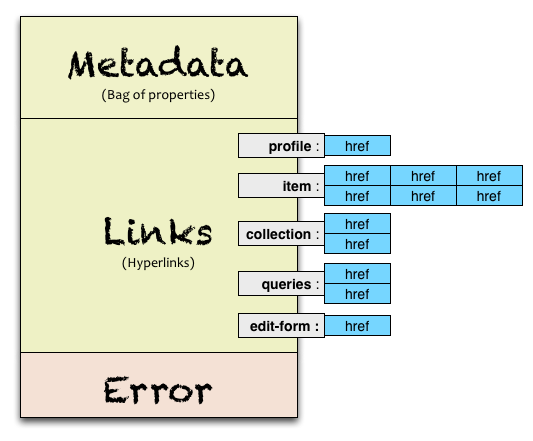 Metadata
(Bag of properties)
profile : href
item : href href href
href href href
collection : href
href
Links
(Hyperlinks)
queries : href
href
edit-form : href
Error